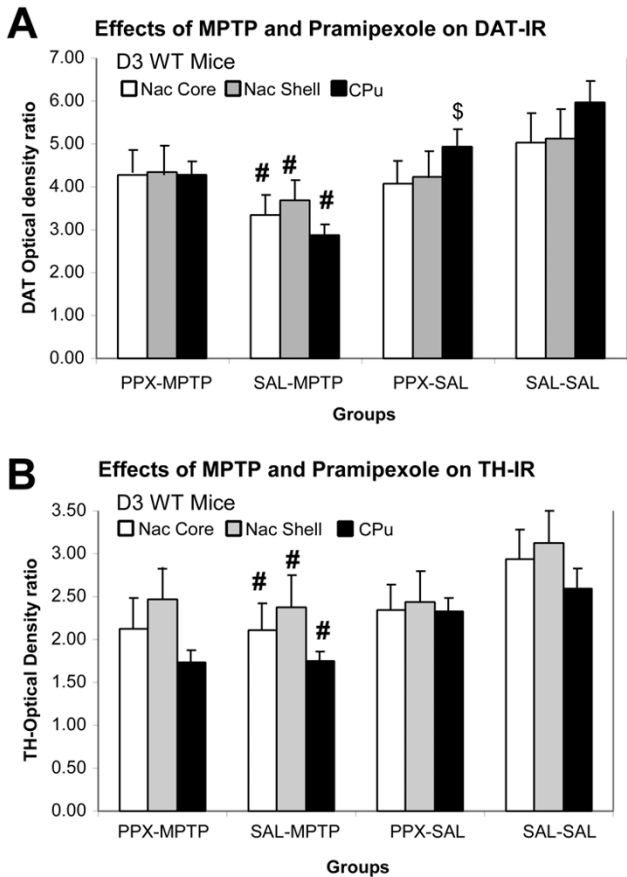 A
Effects of MPTP and Pramipexole on DAT-IR
D3 WT Mice
Nac Core Nac Shell CPu
DAT Optical density ratio
7.00
6.00
5.00
4.00
3.00
2.00
1.00
0.00
# # # $
PPX-MPTP SAL-MPTP PPX-SAL SAL-SAL
Groups
B
Effects of MPTP and Pramipexole on TH-IR
D3 WT Mice
Nac Core Nac Shell CPu
TH-Optical Density ratio
3.50
3.00
2.50
2.00
1.50
1.00
0.50
0.00
# # #
PPX-MPTP SAL-MPTP PPX-SAL SAL-SAL
Groups